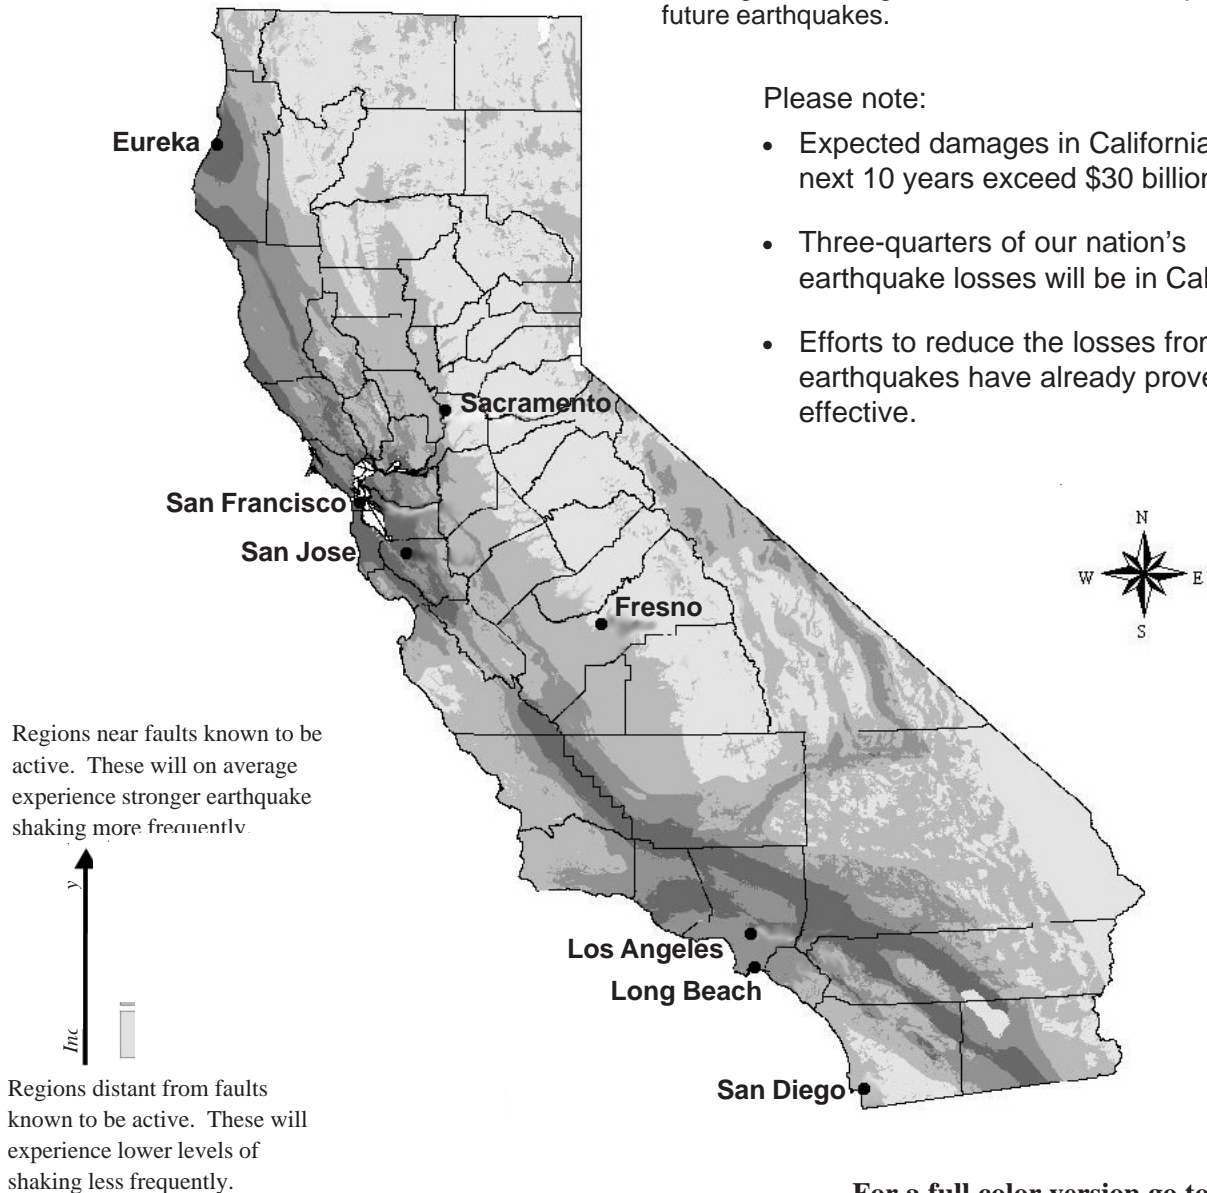 future earthquakes.
Please note:
• Expected damages in California
next 10 years exceed $30 billion
• Three-quarters of our nation's
earthquake losses will be in Cal
• Efforts to reduce the losses from
earthquakes have already prove
effective.
Eureka
Sacramento
San Francisco
San Jose
Fresno
N
W E
S
Regions near faults known to be
active. These will on average
experience stronger earthquake
shaking more frequently.
y
Inc
Los Angeles
Long Beach
San Diego
Regions distant from faults
known to be active. These will
experience lower levels of
shaking less frequently.
For a full color version go to